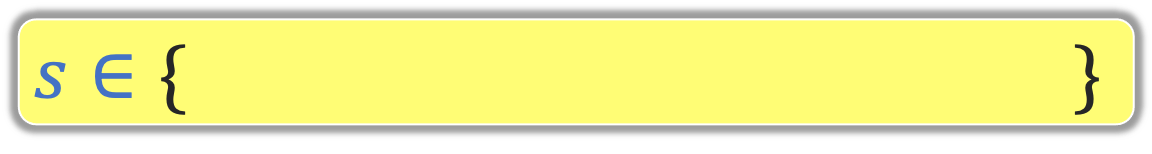 s ∈ { }